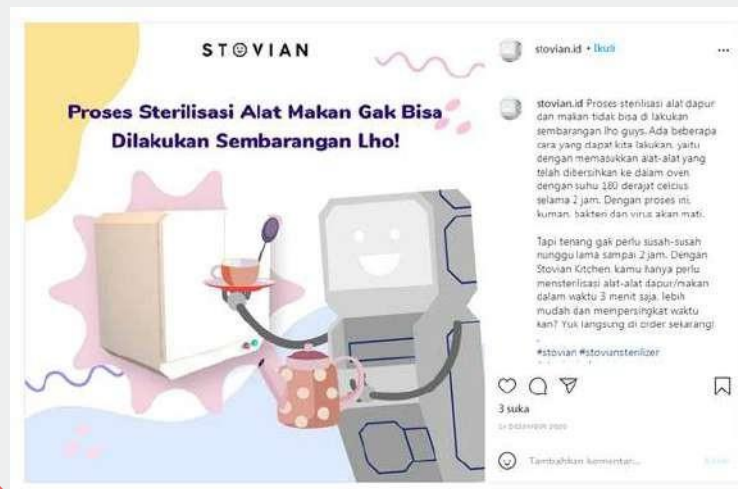 STOVIAN
Proses Sterilisasi Alat Makan Gak Bisa
Dilakukan Sembarangan Lho!
stovian.id • Ikuti
stovian.id Proses sterilisasi alat dapur
dan makan tidak bisa di lakukan
sembarangan lho guys. Ada beberapa
cara yang dapat kita lakukan, yaitu
dengan memasukkan alat-alat yang
telah dibersihkan ke dalam oven
dengan suhu 180 derajat celcius
selama 2 jam. Dengan proses ini,
kuman, bakteri dan virus akan mati.
Tapi tenang gak perlu susah-susah
nunggu lama sampai 2 jam. Dengan
Stovian Kitchen, kamu hanya perlu
mensterilisasi alat-alat dapur/makan
dalam waktu 3 menit saja, lebih
mudah dan mempersingkat waktu
kan? Yuk langsung di order sekarang!
.
#stovian #stoviansterilizer
3 suka
DESEMBER 2020
Tambahkan komentar...